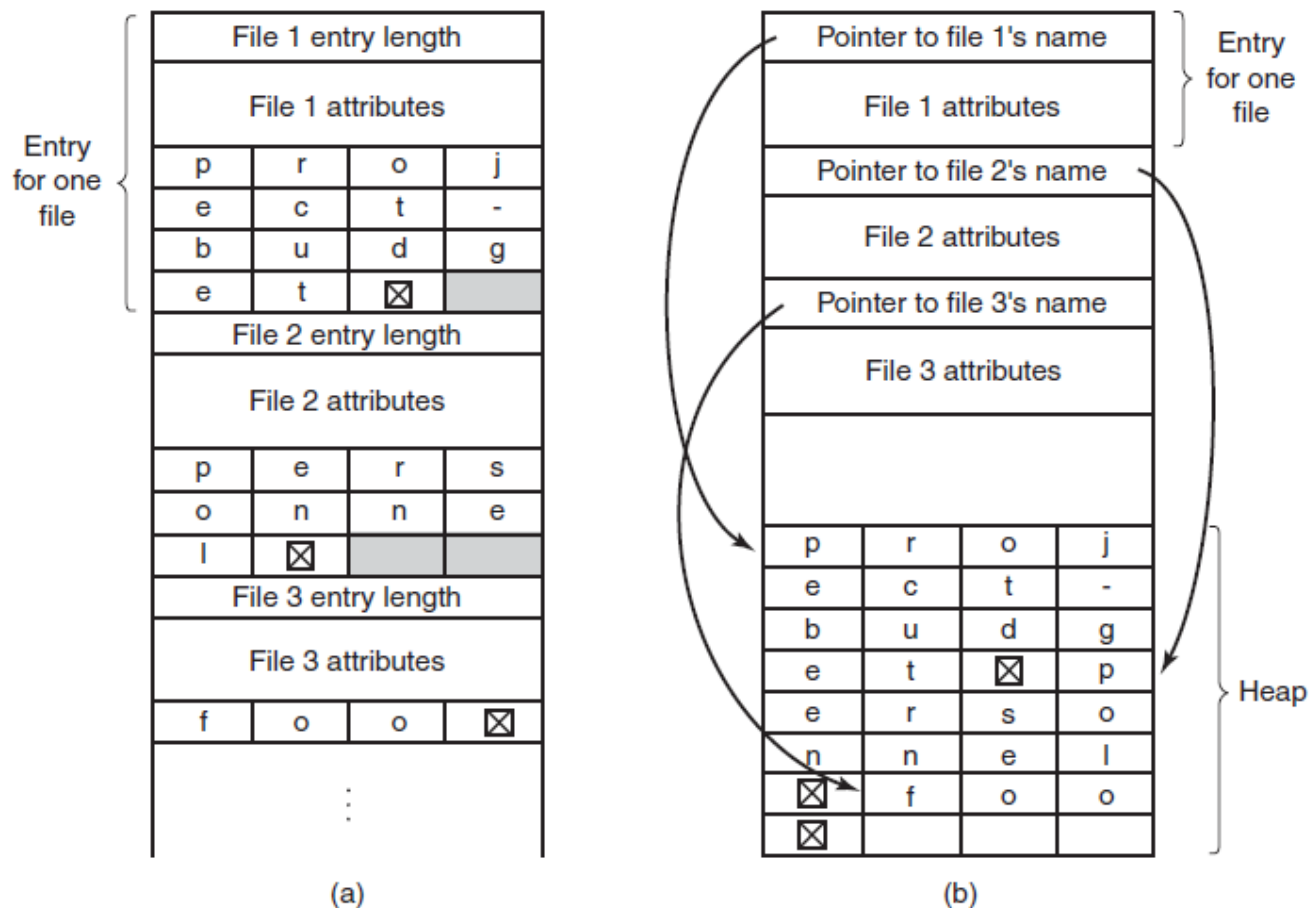 File 1 entry length
File 1 attributes
Entry
for one
file
p r o j
e c t -
b u d g
e t ☒
File 2 entry length
File 2 attributes
p e r s
o n n e
l ☒
File 3 entry length
File 3 attributes
f o o ☒
⋮
(a)
Pointer to file 1's name
File 1 attributes
Entry
for one
file
Pointer to file 2's name
File 2 attributes
Pointer to file 3's name
File 3 attributes
p r o j
e c t -
b u d g
e t ☒ p
e r s o
n n e l
☒ f o o
☒
Heap
(b)